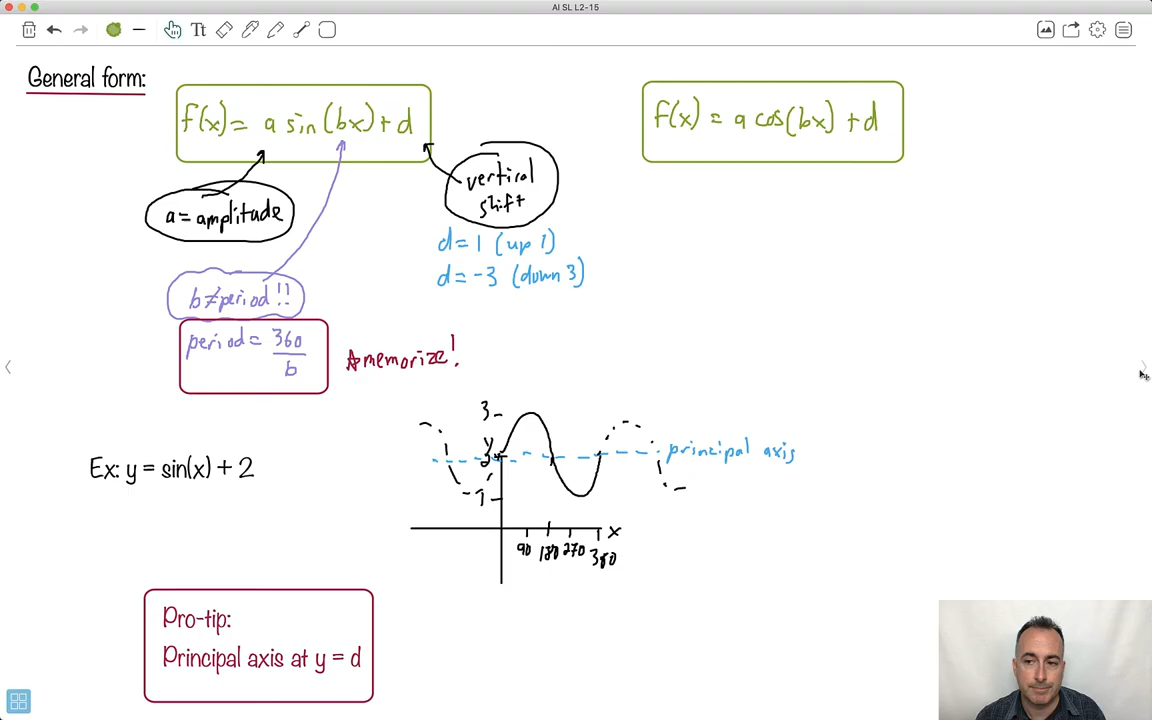 AI SL L2-15
Tt
General form:
f(x) = a sin(bx) + d
f(x) = a cos(bx) + d
vertical
shift
a = amplitude
d = 1 (up 1)
d = -3 (down 3)
b ≠ period!!
period = 360
b
memorize!
3
y
2
principal axis
Ex: y = sin(x) + 2
1
x
90 180 270 360
Pro-tip:
Principal axis at y = d